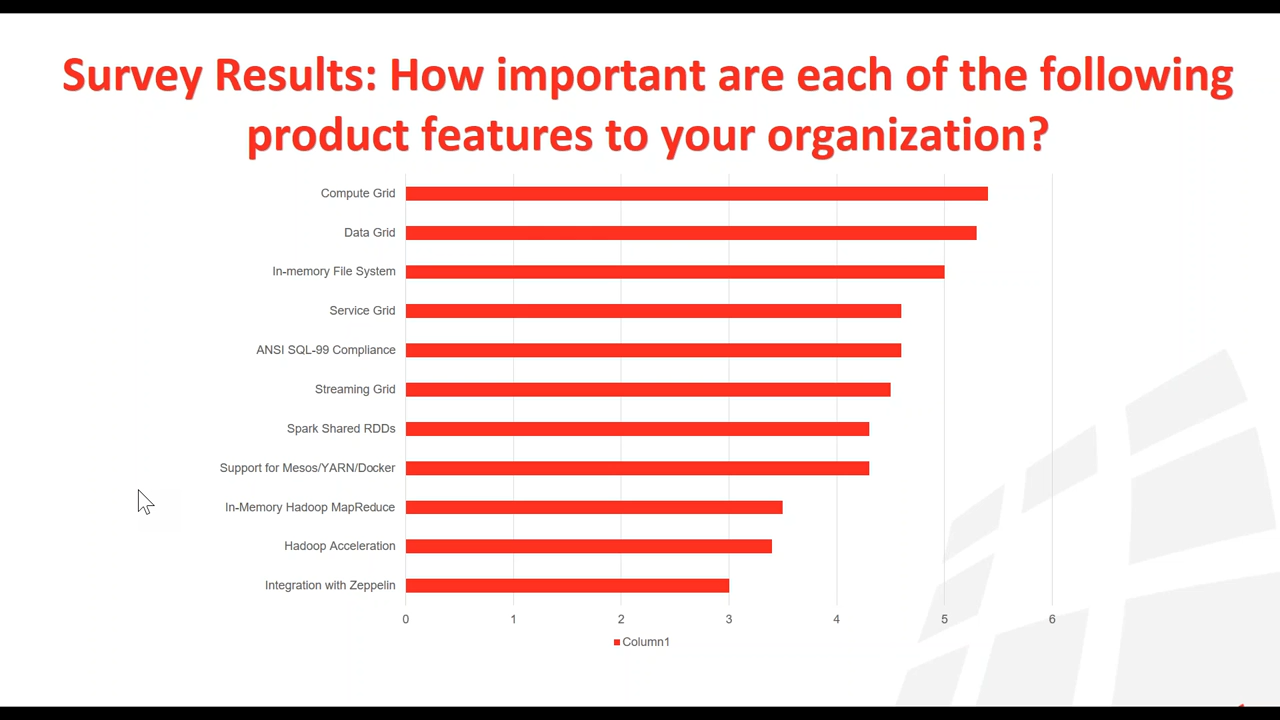 Survey Results: How important are each of the following
product features to your organization?
Compute Grid
Data Grid
In-memory File System
Service Grid
ANSI SQL-99 Compliance
Streaming Grid
Spark Shared RDDs
Support for Mesos/YARN/Docker
In-Memory Hadoop MapReduce
Hadoop Acceleration
Integration with Zeppelin
0 1 2 3 4 5 6
Column1